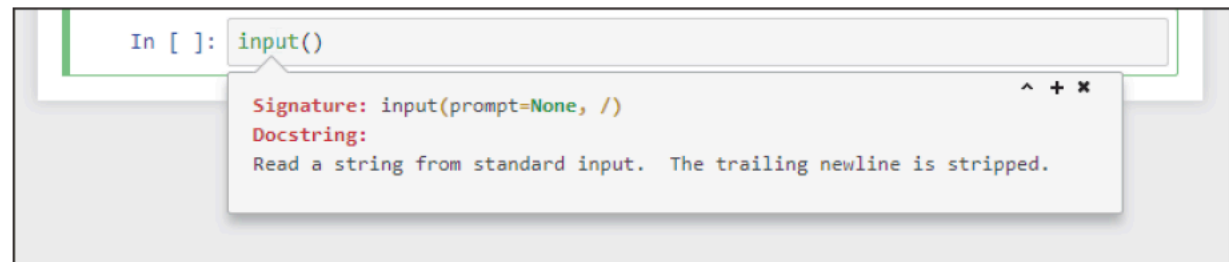 In [ ]: input()
Signature: input(prompt=None, /)
Docstring:
Read a string from standard input.  The trailing newline is stripped.